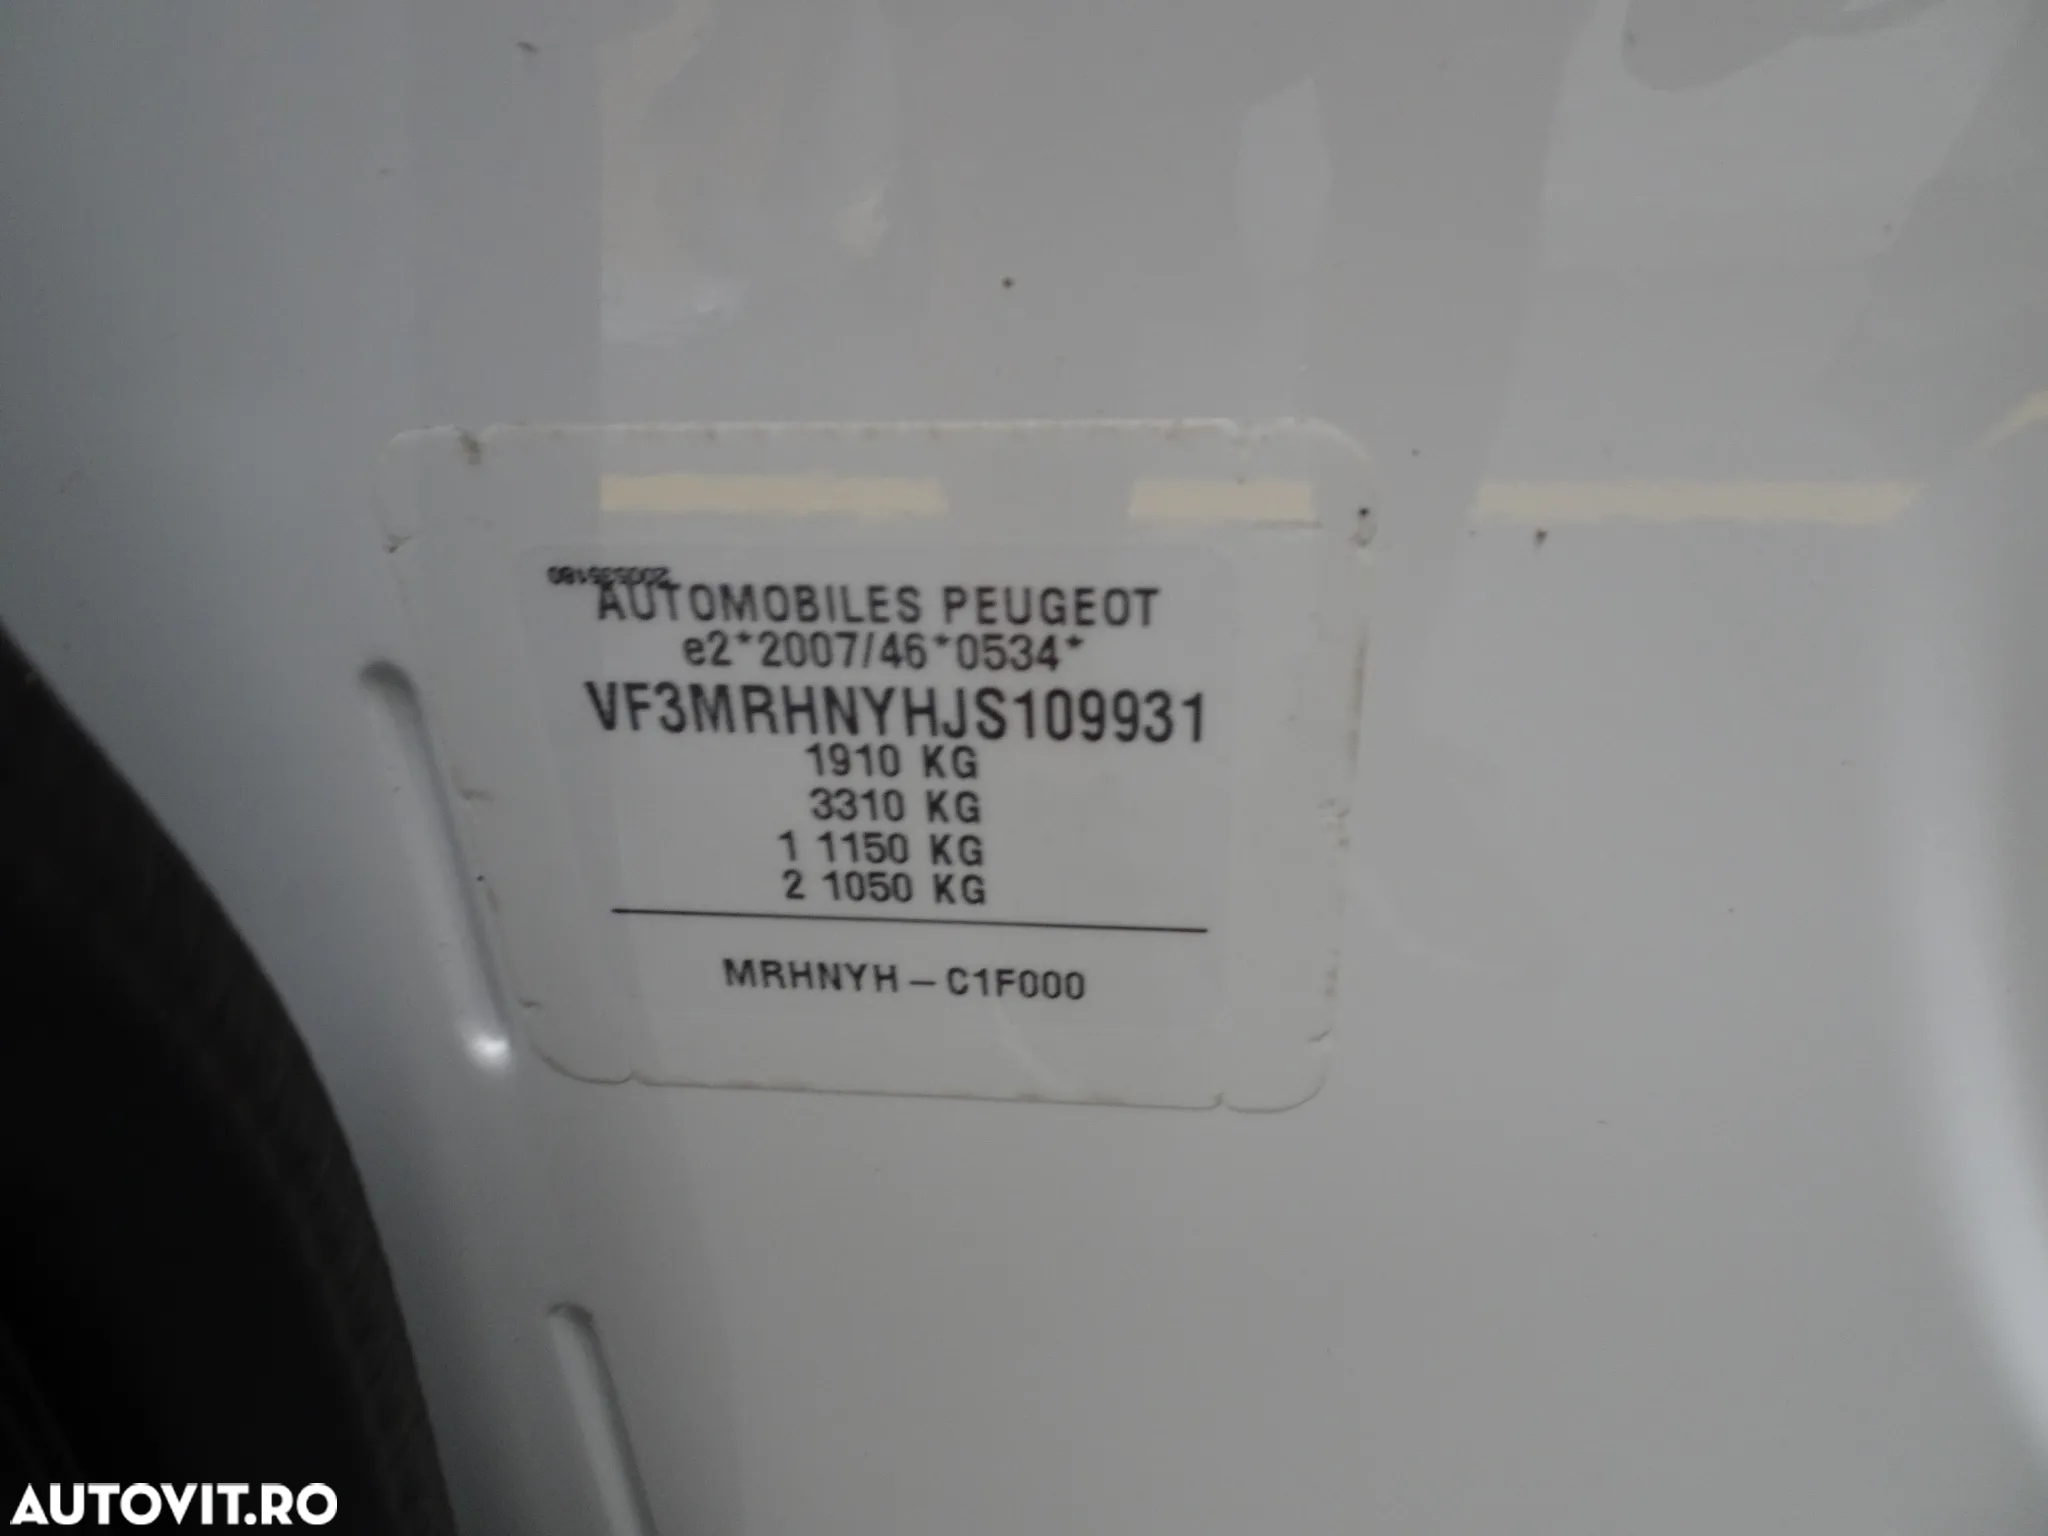 200535180
AUTOMOBILES PEUGEOT
e2*2007/46*0534*
VF3MRHNYHJS109931
1910 KG
3310 KG
1 1150 KG
2 1050 KG
MRHNYH – C1F000
AUTOVIT.RO